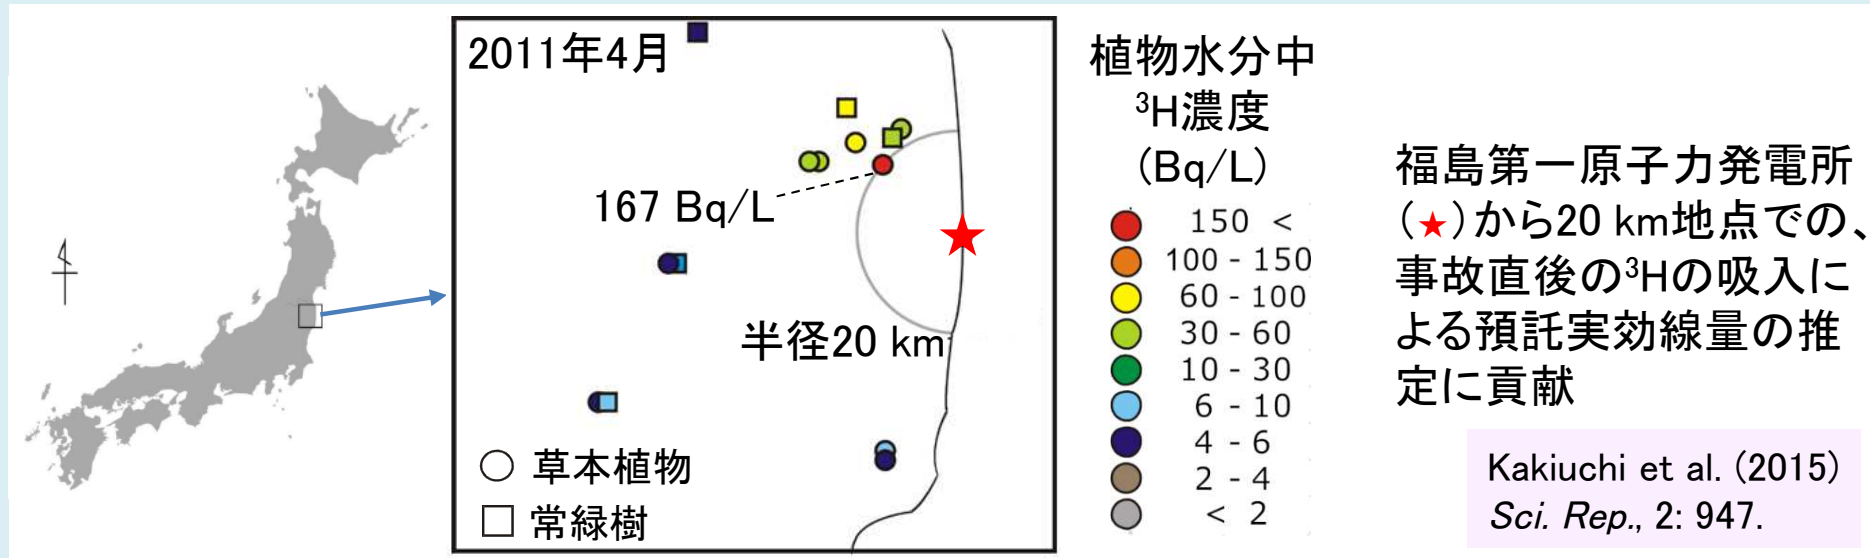 2011年4月
167 Bq/L
半径20 km
○ 草本植物
□ 常緑樹
植物水分中
³H濃度
(Bq/L)
150 <
100 - 150
60 - 100
30 - 60
10 - 30
6 - 10
4 - 6
2 - 4
< 2
福島第一原子力発電所
(★)から20 km地点での、
事故直後の³Hの吸入に
よる預託実効線量の推
定に貢献
Kakiuchi et al. (2015)
Sci. Rep., 2: 947.